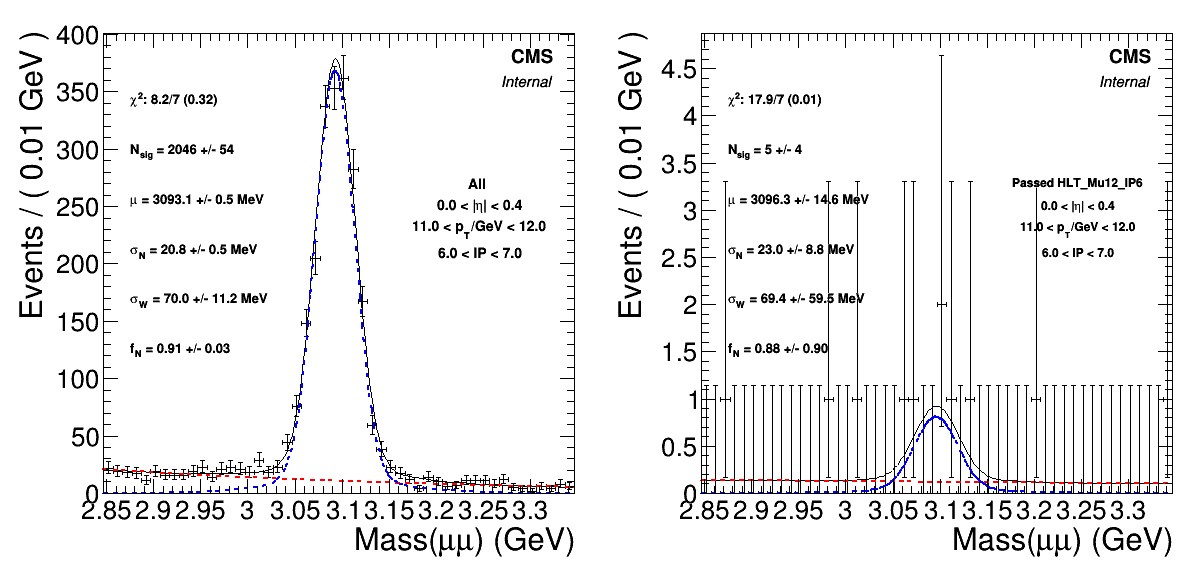 CMS
Internal
χ²: 8.2/7 (0.32)
N_sig = 2046 +/- 54
μ = 3093.1 +/- 0.5 MeV
σ_N = 20.8 +/- 0.5 MeV
σ_W = 70.0 +/- 11.2 MeV
f_N = 0.91 +/- 0.03
All
0.0 < |η| < 0.4
11.0 < p_T/GeV < 12.0
6.0 < IP < 7.0
Events / ( 0.01 GeV )
400
350
300
250
200
150
100
50
0
2.85 2.9 2.95 3 3.05 3.1 3.15 3.2 3.25 3.3
Mass(μμ) (GeV)
CMS
Internal
χ²: 17.9/7 (0.01)
N_sig = 5 +/- 4
μ = 3096.3 +/- 14.6 MeV
σ_N = 23.0 +/- 8.8 MeV
σ_W = 69.4 +/- 59.5 MeV
f_N = 0.88 +/- 0.90
Passed HLT_Mu12_IP6
0.0 < |η| < 0.4
11.0 < p_T/GeV < 12.0
6.0 < IP < 7.0
Events / ( 0.01 GeV )
4.5
4
3.5
3
2.5
2
1.5
1
0.5
0
2.85 2.9 2.95 3 3.05 3.1 3.15 3.2 3.25 3.3
Mass(μμ) (GeV)